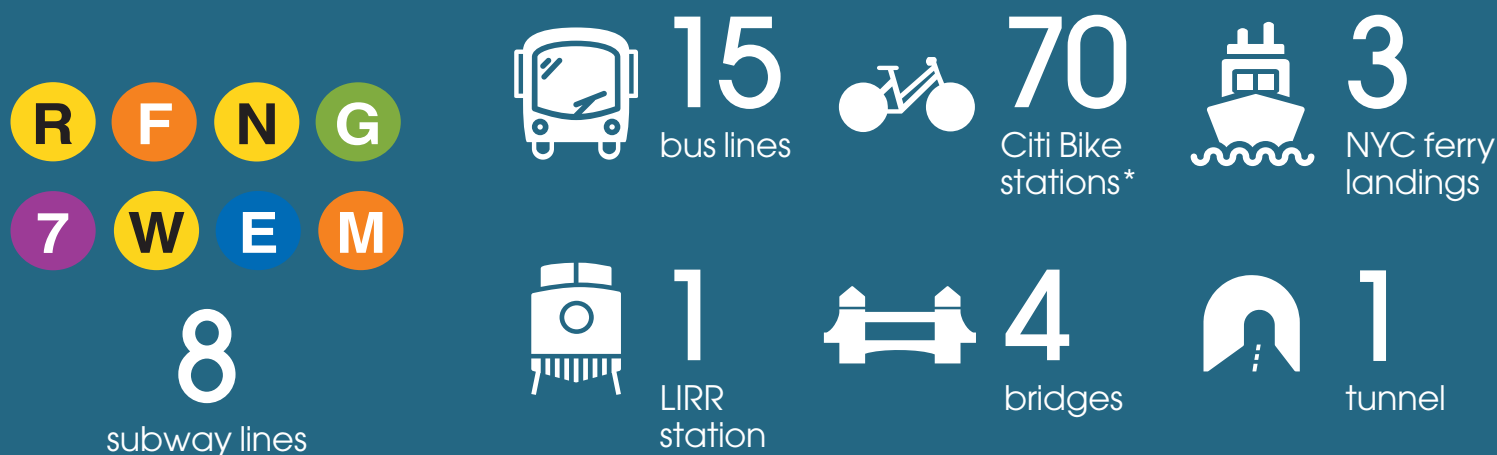 R F N G
7 W E M
8
subway lines
15
bus lines
70
Citi Bike
stations*
3
NYC ferry
landings
1
LIRR
station
4
bridges
1
tunnel